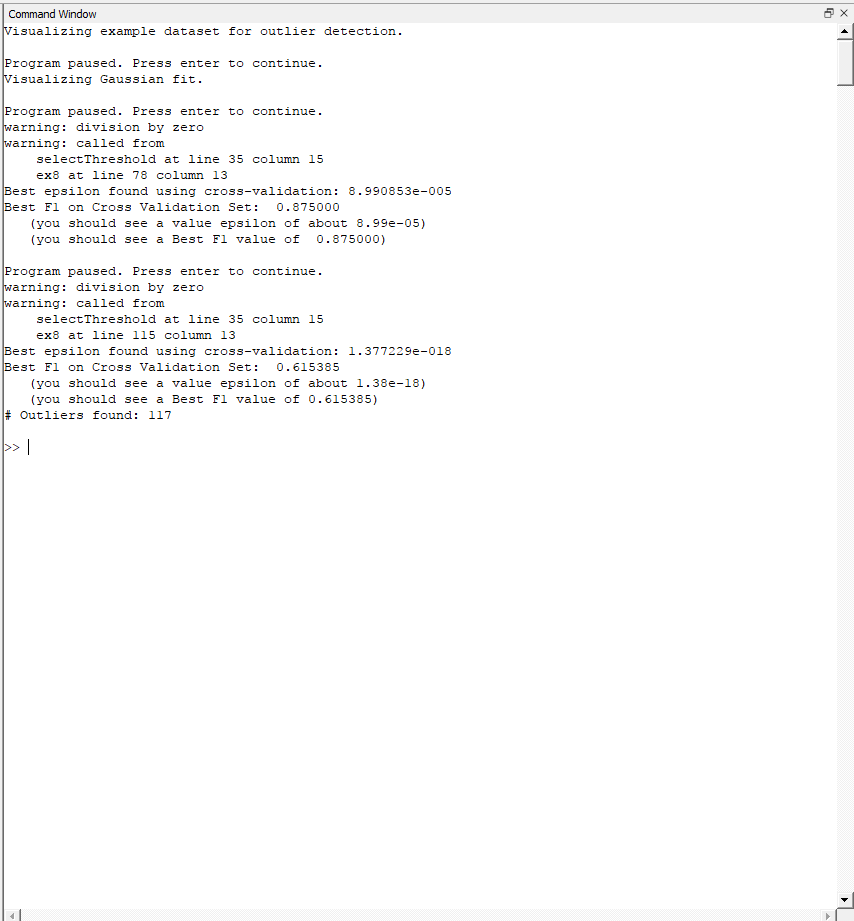 Command Window
Visualizing example dataset for outlier detection.
Program paused. Press enter to continue.
Visualizing Gaussian fit.
Program paused. Press enter to continue.
warning: division by zero
warning: called from
    selectThreshold at line 35 column 15
    ex8 at line 78 column 13
Best epsilon found using cross-validation: 8.990853e-005
Best F1 on Cross Validation Set:  0.875000
   (you should see a value epsilon of about 8.99e-05)
   (you should see a Best F1 value of  0.875000)
Program paused. Press enter to continue.
warning: division by zero
warning: called from
    selectThreshold at line 35 column 15
    ex8 at line 115 column 13
Best epsilon found using cross-validation: 1.377229e-018
Best F1 on Cross Validation Set:  0.615385
   (you should see a value epsilon of about 1.38e-18)
   (you should see a Best F1 value of 0.615385)
# Outliers found: 117
>>